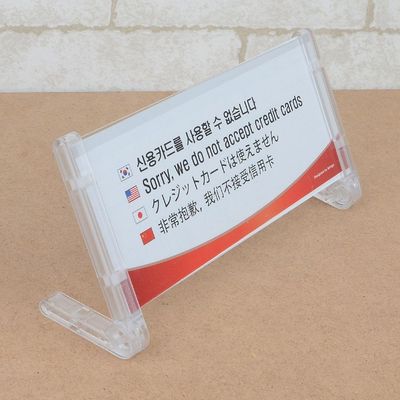 신용카드를 사용할 수 없습니다
Sorry, we do not accept credit cards
クレジットカードは使えません
非常抱歉, 我们不接受信用卡